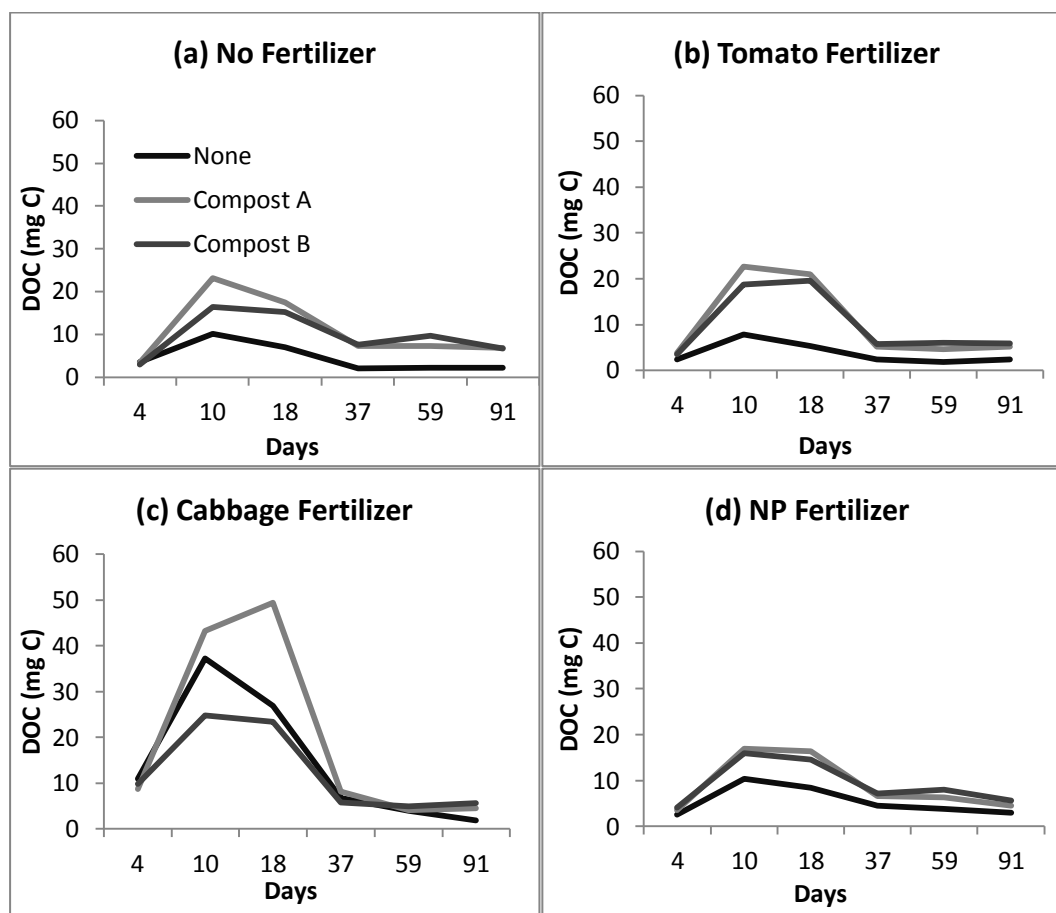 (a) No Fertilizer
DOC (mg C)
60
50
40
30
20
10
0
None
Compost A
Compost B
4 10 18 37 59 91
Days
(b) Tomato Fertilizer
DOC (mg C)
60
50
40
30
20
10
0
4 10 18 37 59 91
Days
(c) Cabbage Fertilizer
DOC (mg C)
60
50
40
30
20
10
0
4 10 18 37 59 91
Days
(d) NP Fertilizer
DOC (mg C)
60
50
40
30
20
10
0
4 10 18 37 59 91
Days